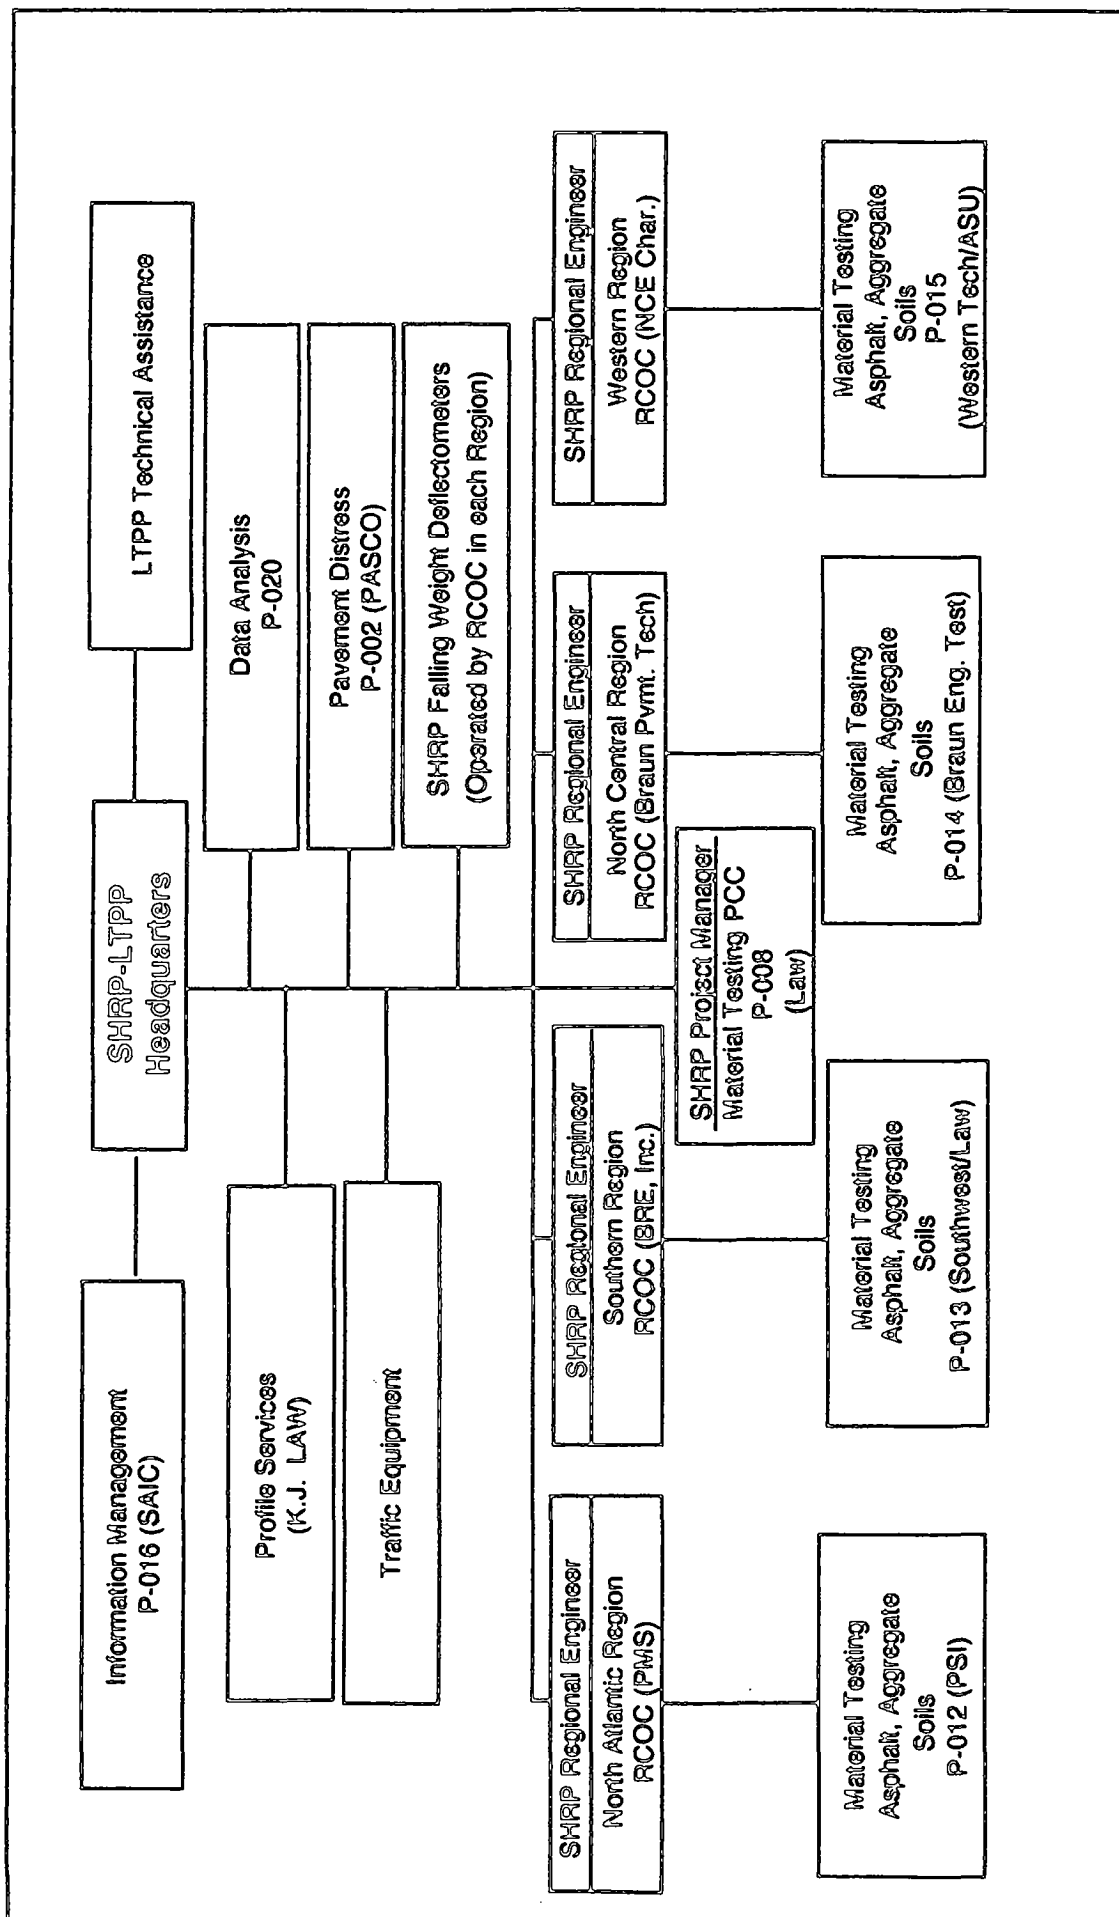 SHRP-LTPP
Headquarters
Information Management
P-016 (SAIC)
LTPP Technical Assistance
Profile Services
(K.J. LAW)
Traffic Equipment
Data Analysis
P-020
Pavement Distress
P-002 (PASCO)
SHRP Falling Weight Deflectometers
(Operated by RCOC in each Region)
SHRP Regional Engineer
North Atlantic Region
RCOC (PMS)
SHRP Regional Engineer
Southern Region
RCOC (BRE, Inc.)
SHRP Regional Engineer
North Central Region
RCOC (Braun Pvmt. Tech)
SHRP Regional Engineer
Western Region
RCOC (NCE Char.)
SHRP Project Manager
Material Testing PCC
P-008
(Law)
Material Testing
Asphalt, Aggregate
Soils
P-012 (PSI)
Material Testing
Asphalt, Aggregate
Soils
P-013 (Southwest/Law)
Material Testing
Asphalt, Aggregate
Soils
P-014 (Braun Eng. Test)
Material Testing
Asphalt, Aggregate
Soils
P-015
(Western Tech/ASU)